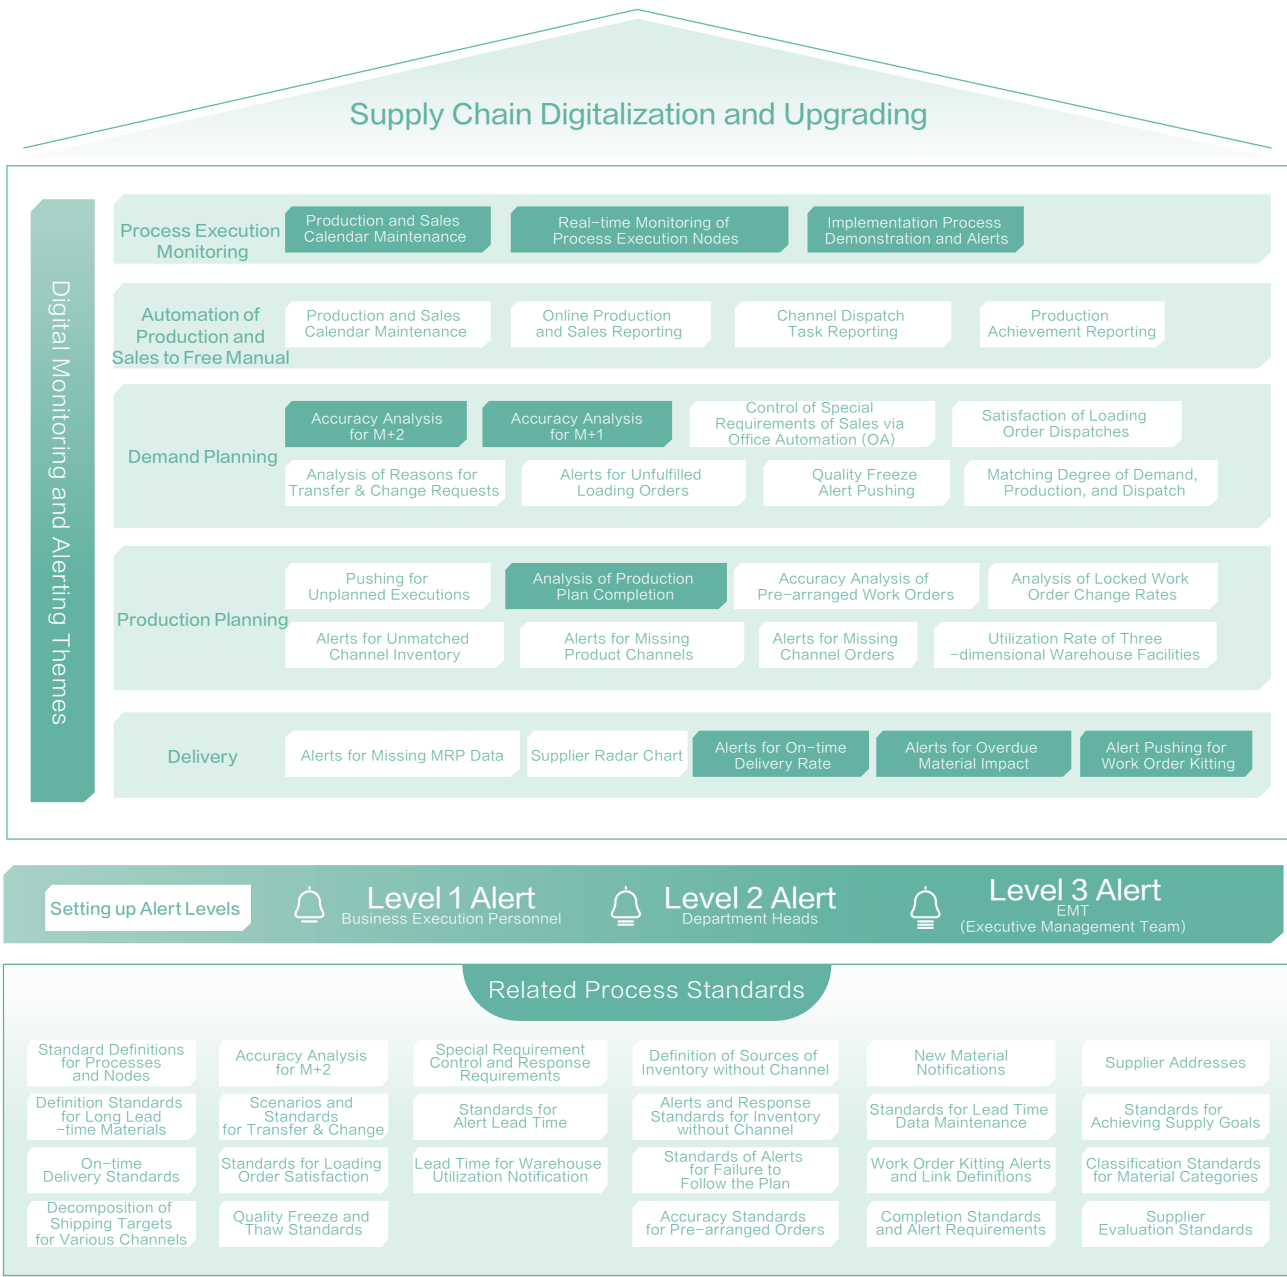 Supply Chain Digitalization and Upgrading
Digital Monitoring and Alerting Themes
Process Execution
Monitoring
Production and Sales
Calendar Maintenance
Real-time Monitoring of
Process Execution Nodes
Implementation Process
Demonstration and Alerts
Automation of
Production and
Sales to Free Manual
Production and Sales
Calendar Maintenance
Online Production
and Sales Reporting
Channel Dispatch
Task Reporting
Production
Achievement Reporting
Demand Planning
Accuracy Analysis
for M+2
Accuracy Analysis
for M+1
Control of Special
Requirements of Sales via
Office Automation (OA)
Satisfaction of Loading
Order Dispatches
Analysis of Reasons for
Transfer & Change Requests
Alerts for Unfulfilled
Loading Orders
Quality Freeze
Alert Pushing
Matching Degree of Demand,
Production, and Dispatch
Production Planning
Pushing for
Unplanned Executions
Analysis of Production
Plan Completion
Accuracy Analysis of
Pre-arranged Work Orders
Analysis of Locked Work
Order Change Rates
Alerts for Unmatched
Channel Inventory
Alerts for Missing
Product Channels
Alerts for Missing
Channel Orders
Utilization Rate of Three
-dimensional Warehouse Facilities
Delivery
Alerts for Missing MRP Data
Supplier Radar Chart
Alerts for On-time
Delivery Rate
Alerts for Overdue
Material Impact
Alert Pushing for
Work Order Kitting
Setting up Alert Levels
Level 1 Alert
Business Execution Personnel
Level 2 Alert
Department Heads
Level 3 Alert
EMT
(Executive Management Team)
Related Process Standards
Standard Definitions
for Processes
and Nodes
Accuracy Analysis
for M+2
Special Requirement
Control and Response
Requirements
Definition of Sources of
Inventory without Channel
New Material
Notifications
Supplier Addresses
Definition Standards
for Long Lead
-time Materials
Scenarios and
Standards
for Transfer & Change
Standards for
Alert Lead Time
Alerts and Response
Standards for Inventory
without Channel
Standards for Lead Time
Data Maintenance
Standards for
Achieving Supply Goals
On-time
Delivery Standards
Standards for Loading
Order Satisfaction
Lead Time for Warehouse
Utilization Notification
Standards of Alerts
for Failure to
Follow the Plan
Work Order Kitting Alerts
and Link Definitions
Classification Standards
for Material Categories
Decomposition of
Shipping Targets
for Various Channels
Quality Freeze and
Thaw Standards
Accuracy Standards
for Pre-arranged Orders
Completion Standards
and Alert Requirements
Supplier
Evaluation Standards